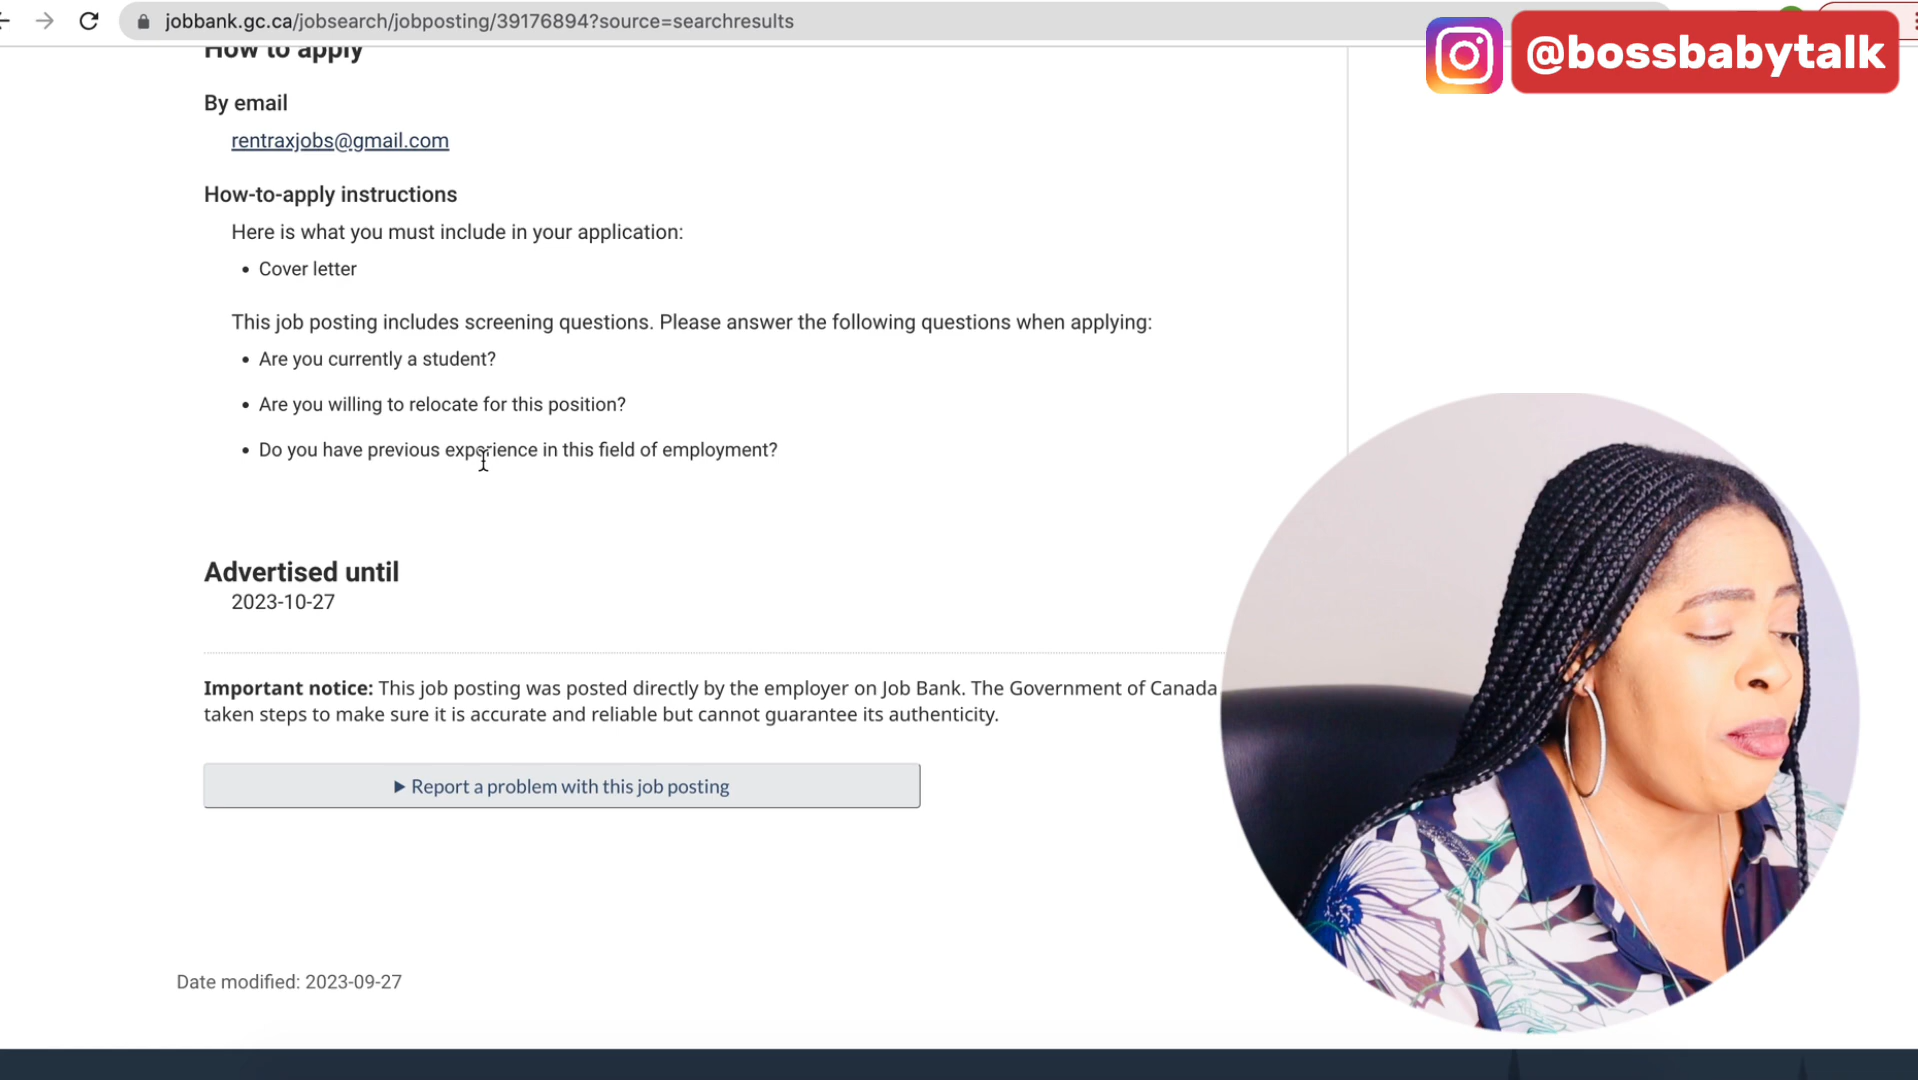 jobbank.gc.ca/jobsearch/jobposting/39176894?source=searchresults
@bossbabytalk
How to apply
By email
rentraxjobs@gmail.com
How-to-apply instructions
Here is what you must include in your application:
• Cover letter
This job posting includes screening questions. Please answer the following questions when applying:
• Are you currently a student?
• Are you willing to relocate for this position?
• Do you have previous experience in this field of employment?
Advertised until
2023-10-27
Important notice: This job posting was posted directly by the employer on Job Bank. The Government of Canada
taken steps to make sure it is accurate and reliable but cannot guarantee its authenticity.
▶ Report a problem with this job posting
Date modified: 2023-09-27